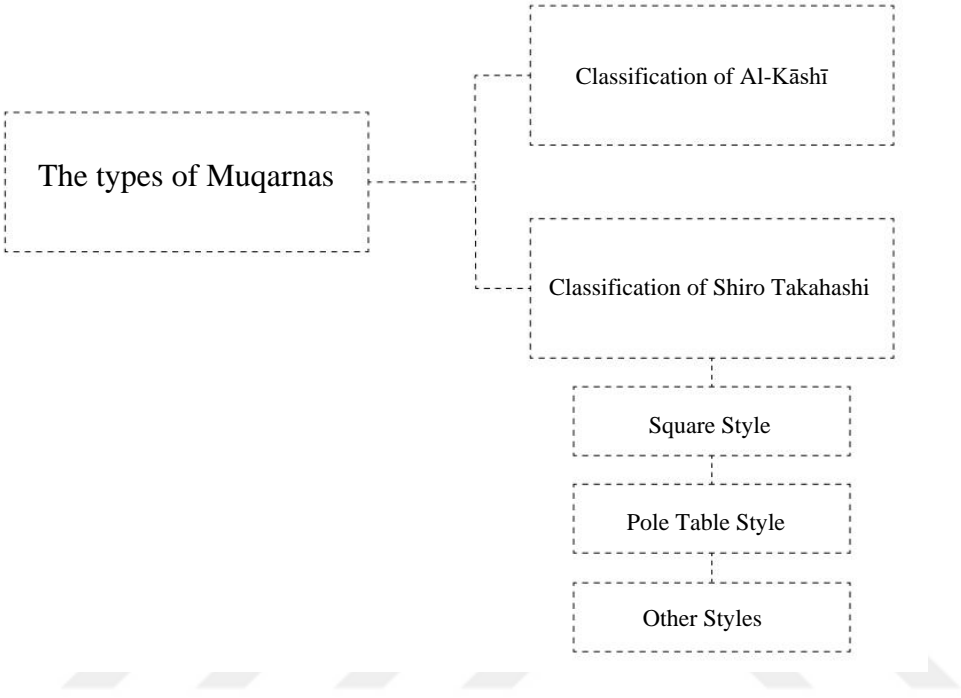 The types of Muqarnas
Classification of Al-Kāshī
Classification of Shiro Takahashi
Square Style
Pole Table Style
Other Styles